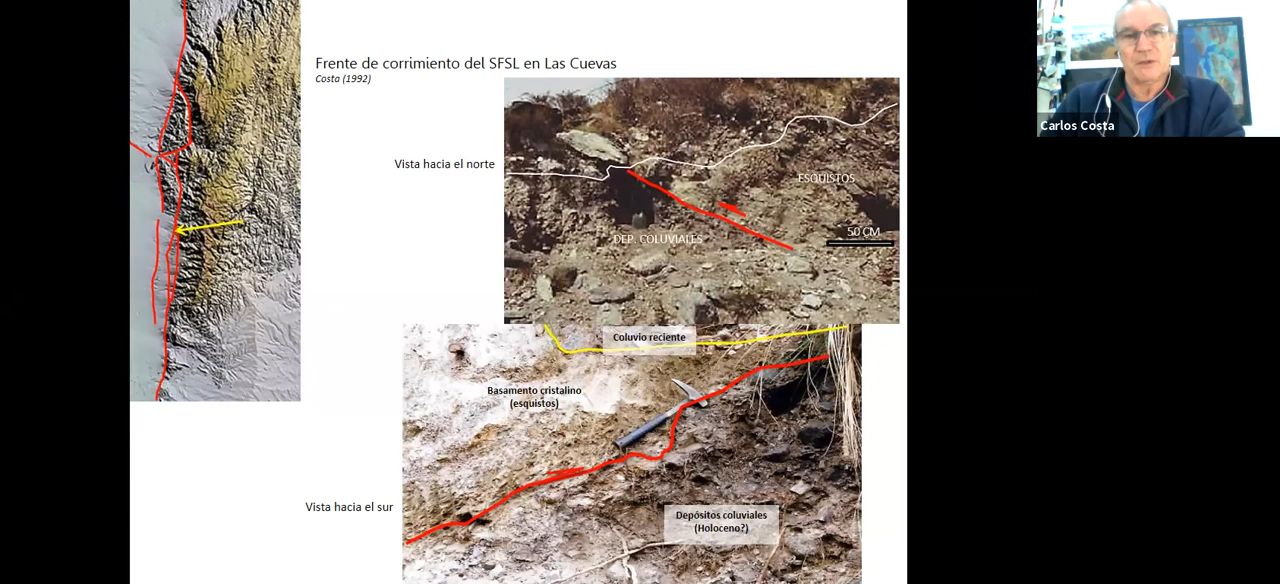 Frente de corrimiento del SFSL en Las Cuevas
Costa (1992)
Carlos Costa
Vista hacia el norte
ESQUISTOS
50 CM
DEP. COLUVIALES
Coluvio reciente
Basamento cristalino
(esquistos)
Vista hacia el sur
Depósitos coluviales
(Holoceno?)